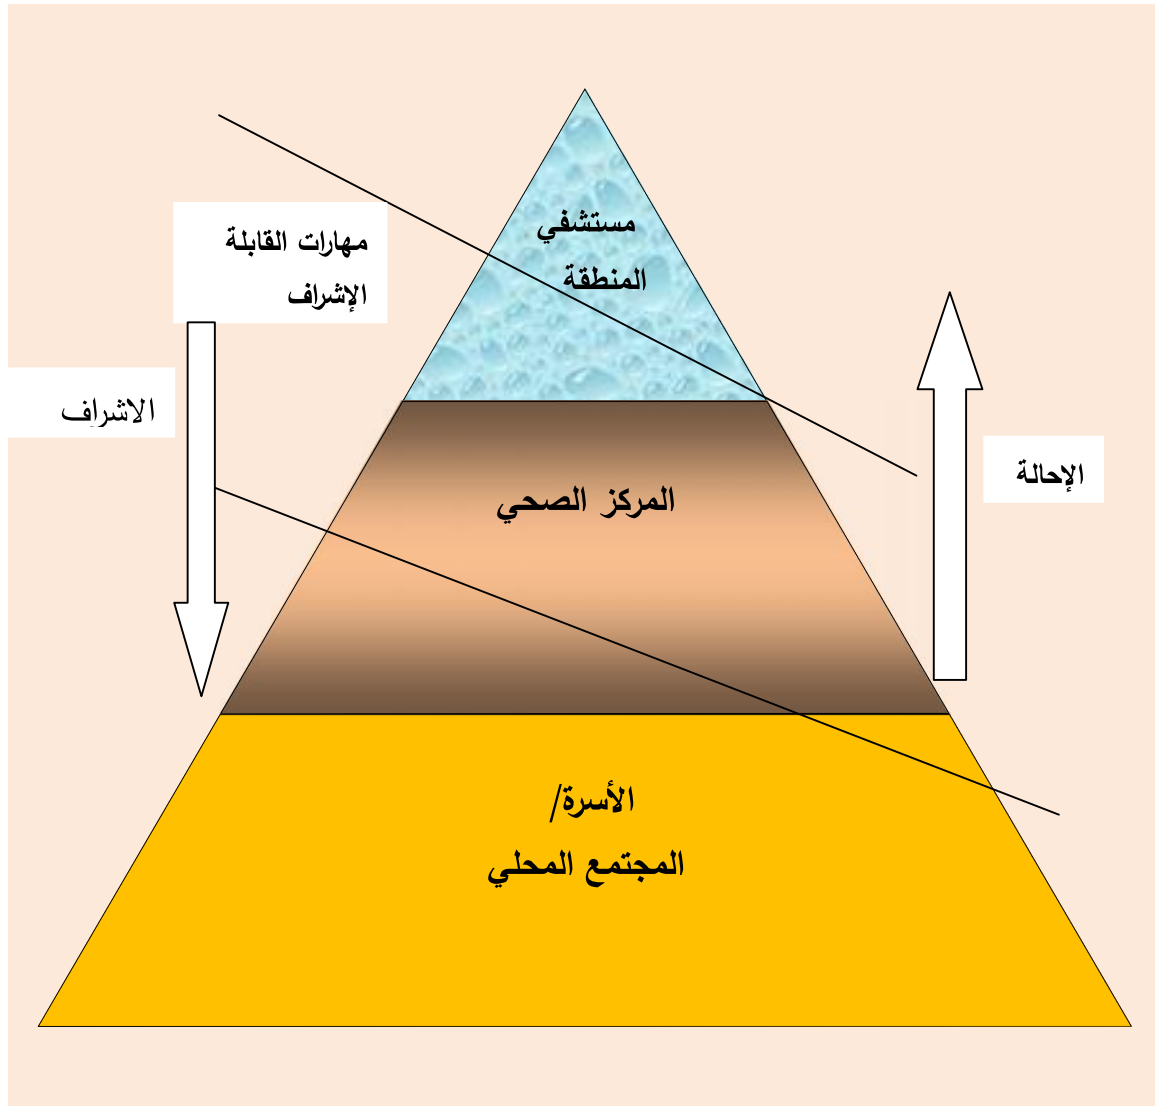 مستشفي
المنطقة
مهارات القابلة
الإشراف
الاشراف
الإحالة
المركز الصحي
الأسرة/
المجتمع المحلي